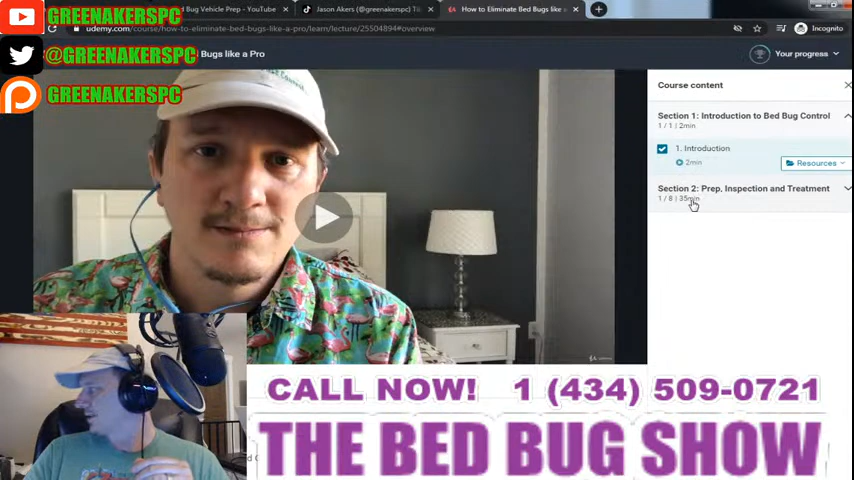 d Bug Vehicle Prep - YouTube
Jason Akers (@greenakerspc) Ti
How to Eliminate Bed Bugs like a
udemy.com/course/how-to-eliminate-bed-bugs-like-a-pro/learn/lecture/25504894#overview
Incognito
@GREENAKERSPC
@GREENAKERSPC
GREENAKERSPC
Bugs like a Pro
Your progress
Course content
Section 1: Introduction to Bed Bug Control
1 / 1 | 2min
1. Introduction
2min
Resources
Section 2: Prep, Inspection and Treatment
1 / 8 | 35min
udemy
CALL NOW! 1 (434) 509-0721
THE BED BUG SHOW